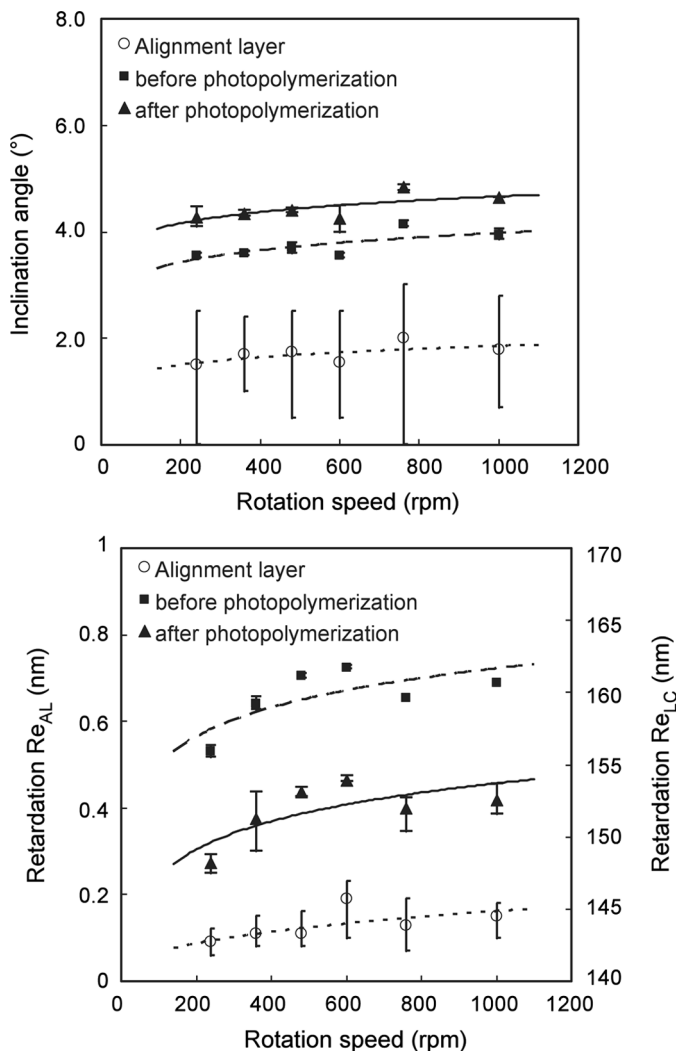 8.0
○ Alignment layer
■ before photopolymerization
▲ after photopolymerization
6.0
4.0
2.0
0
Inclination angle (°)
0 200 400 600 800 1000 1200
Rotation speed (rpm)
1 170
○ Alignment layer
■ before photopolymerization
▲ after photopolymerization
0.8 165
0.6 160
155
0.4
150
0.2 145
0 140
Retardation Re_AL (nm)
Retardation Re_LC (nm)
0 200 400 600 800 1000 1200
Rotation speed (rpm)